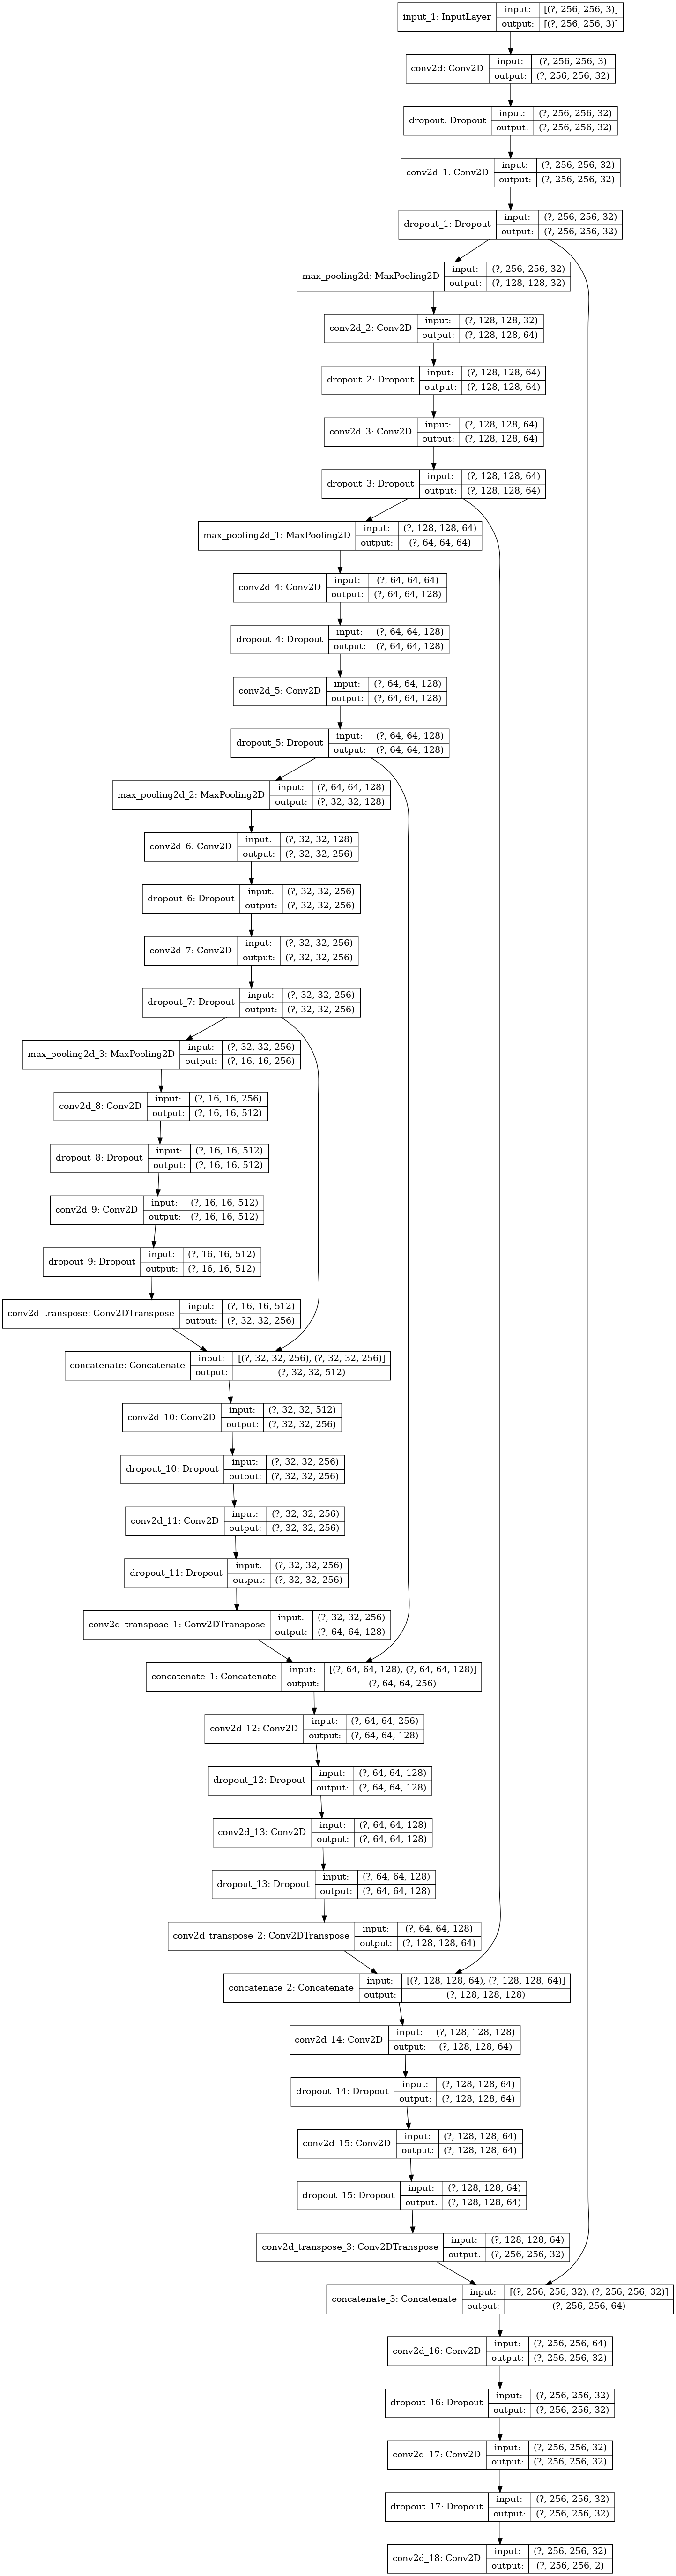 input_1: InputLayer
input: [(?, 256, 256, 3)]
output: [(?, 256, 256, 3)]
conv2d: Conv2D
input: (?, 256, 256, 3)
output: (?, 256, 256, 32)
dropout: Dropout
input: (?, 256, 256, 32)
output: (?, 256, 256, 32)
conv2d_1: Conv2D
input: (?, 256, 256, 32)
output: (?, 256, 256, 32)
dropout_1: Dropout
input: (?, 256, 256, 32)
output: (?, 256, 256, 32)
max_pooling2d: MaxPooling2D
input: (?, 256, 256, 32)
output: (?, 128, 128, 32)
conv2d_2: Conv2D
input: (?, 128, 128, 32)
output: (?, 128, 128, 64)
dropout_2: Dropout
input: (?, 128, 128, 64)
output: (?, 128, 128, 64)
conv2d_3: Conv2D
input: (?, 128, 128, 64)
output: (?, 128, 128, 64)
dropout_3: Dropout
input: (?, 128, 128, 64)
output: (?, 128, 128, 64)
max_pooling2d_1: MaxPooling2D
input: (?, 128, 128, 64)
output: (?, 64, 64, 64)
conv2d_4: Conv2D
input: (?, 64, 64, 64)
output: (?, 64, 64, 128)
dropout_4: Dropout
input: (?, 64, 64, 128)
output: (?, 64, 64, 128)
conv2d_5: Conv2D
input: (?, 64, 64, 128)
output: (?, 64, 64, 128)
dropout_5: Dropout
input: (?, 64, 64, 128)
output: (?, 64, 64, 128)
max_pooling2d_2: MaxPooling2D
input: (?, 64, 64, 128)
output: (?, 32, 32, 128)
conv2d_6: Conv2D
input: (?, 32, 32, 128)
output: (?, 32, 32, 256)
dropout_6: Dropout
input: (?, 32, 32, 256)
output: (?, 32, 32, 256)
conv2d_7: Conv2D
input: (?, 32, 32, 256)
output: (?, 32, 32, 256)
dropout_7: Dropout
input: (?, 32, 32, 256)
output: (?, 32, 32, 256)
max_pooling2d_3: MaxPooling2D
input: (?, 32, 32, 256)
output: (?, 16, 16, 256)
conv2d_8: Conv2D
input: (?, 16, 16, 256)
output: (?, 16, 16, 512)
dropout_8: Dropout
input: (?, 16, 16, 512)
output: (?, 16, 16, 512)
conv2d_9: Conv2D
input: (?, 16, 16, 512)
output: (?, 16, 16, 512)
dropout_9: Dropout
input: (?, 16, 16, 512)
output: (?, 16, 16, 512)
conv2d_transpose: Conv2DTranspose
input: (?, 16, 16, 512)
output: (?, 32, 32, 256)
concatenate: Concatenate
input: [(?, 32, 32, 256), (?, 32, 32, 256)]
output: (?, 32, 32, 512)
conv2d_10: Conv2D
input: (?, 32, 32, 512)
output: (?, 32, 32, 256)
dropout_10: Dropout
input: (?, 32, 32, 256)
output: (?, 32, 32, 256)
conv2d_11: Conv2D
input: (?, 32, 32, 256)
output: (?, 32, 32, 256)
dropout_11: Dropout
input: (?, 32, 32, 256)
output: (?, 32, 32, 256)
conv2d_transpose_1: Conv2DTranspose
input: (?, 32, 32, 256)
output: (?, 64, 64, 128)
concatenate_1: Concatenate
input: [(?, 64, 64, 128), (?, 64, 64, 128)]
output: (?, 64, 64, 256)
conv2d_12: Conv2D
input: (?, 64, 64, 256)
output: (?, 64, 64, 128)
dropout_12: Dropout
input: (?, 64, 64, 128)
output: (?, 64, 64, 128)
conv2d_13: Conv2D
input: (?, 64, 64, 128)
output: (?, 64, 64, 128)
dropout_13: Dropout
input: (?, 64, 64, 128)
output: (?, 64, 64, 128)
conv2d_transpose_2: Conv2DTranspose
input: (?, 64, 64, 128)
output: (?, 128, 128, 64)
concatenate_2: Concatenate
input: [(?, 128, 128, 64), (?, 128, 128, 64)]
output: (?, 128, 128, 128)
conv2d_14: Conv2D
input: (?, 128, 128, 128)
output: (?, 128, 128, 64)
dropout_14: Dropout
input: (?, 128, 128, 64)
output: (?, 128, 128, 64)
conv2d_15: Conv2D
input: (?, 128, 128, 64)
output: (?, 128, 128, 64)
dropout_15: Dropout
input: (?, 128, 128, 64)
output: (?, 128, 128, 64)
conv2d_transpose_3: Conv2DTranspose
input: (?, 128, 128, 64)
output: (?, 256, 256, 32)
concatenate_3: Concatenate
input: [(?, 256, 256, 32), (?, 256, 256, 32)]
output: (?, 256, 256, 64)
conv2d_16: Conv2D
input: (?, 256, 256, 64)
output: (?, 256, 256, 32)
dropout_16: Dropout
input: (?, 256, 256, 32)
output: (?, 256, 256, 32)
conv2d_17: Conv2D
input: (?, 256, 256, 32)
output: (?, 256, 256, 32)
dropout_17: Dropout
input: (?, 256, 256, 32)
output: (?, 256, 256, 32)
conv2d_18: Conv2D
input: (?, 256, 256, 32)
output: (?, 256, 256, 2)